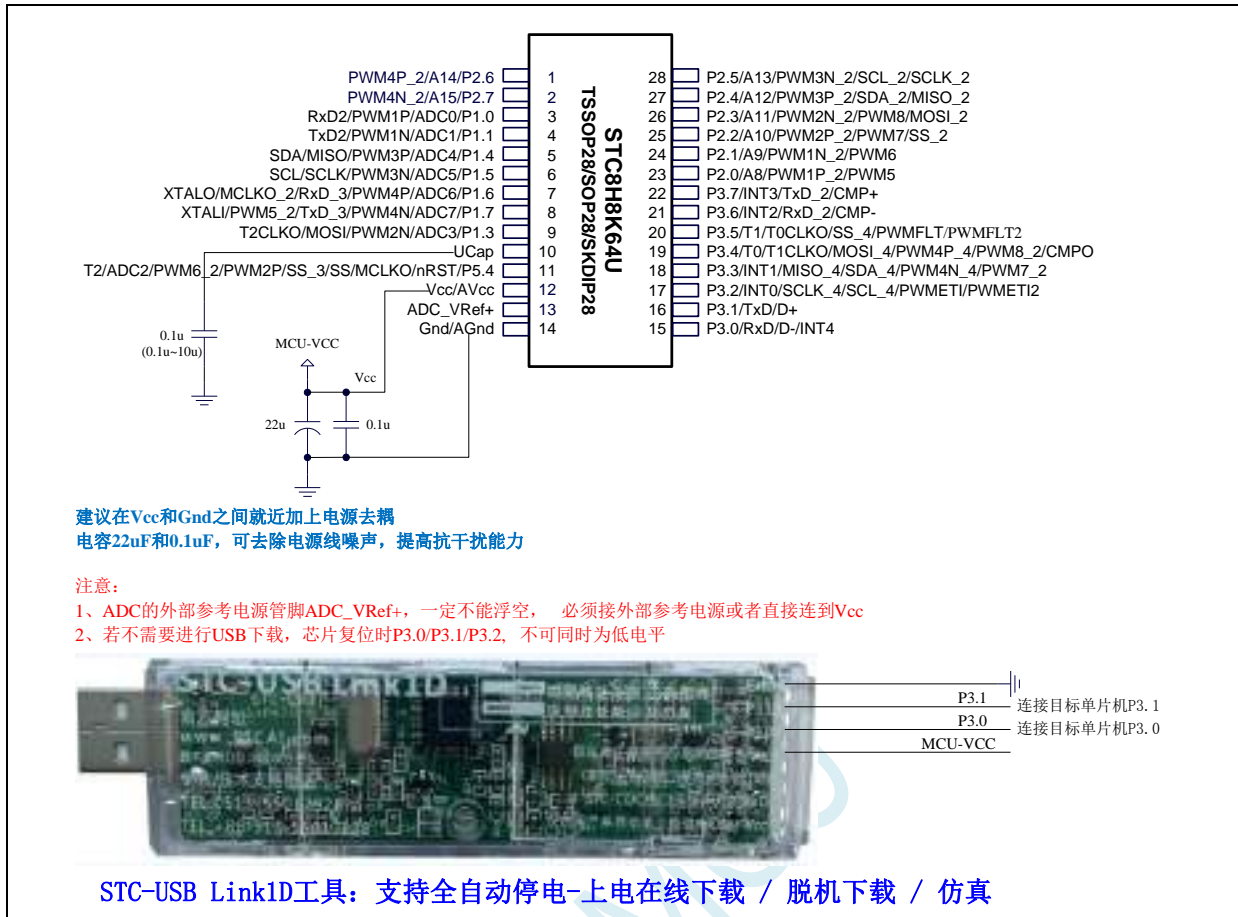 PWM4P_2/A14/P2.6 1 28 P2.5/A13/PWM3N_2/SCL_2/SCLK_2
PWM4N_2/A15/P2.7 2 27 P2.4/A12/PWM3P_2/SDA_2/MISO_2
RxD2/PWM1P/ADC0/P1.0 3 26 P2.3/A11/PWM2N_2/PWM8/MOSI_2
TxD2/PWM1N/ADC1/P1.1 4 25 P2.2/A10/PWM2P_2/PWM7/SS_2
SDA/MISO/PWM3P/ADC4/P1.4 5 24 P2.1/A9/PWM1N_2/PWM6
SCL/SCLK/PWM3N/ADC5/P1.5 6 23 P2.0/A8/PWM1P_2/PWM5
XTALO/MCLKO_2/RxD_3/PWM4P/ADC6/P1.6 7 22 P3.7/INT3/TxD_2/CMP+
XTALI/PWM5_2/TxD_3/PWM4N/ADC7/P1.7 8 21 P3.6/INT2/RxD_2/CMP-
T2CLKO/MOSI/PWM2N/ADC3/P1.3 9 20 P3.5/T1/T0CLKO/SS_4/PWMFLT/PWMFLT2
UCap 10 19 P3.4/T0/T1CLKO/MOSI_4/PWM4P_4/PWM8_2/CMPO
T2/ADC2/PWM6_2/PWM2P/SS_3/SS/MCLKO/nRST/P5.4 11 18 P3.3/INT1/MISO_4/SDA_4/PWM4N_4/PWM7_2
Vcc/AVcc 12 17 P3.2/INT0/SCLK_4/SCL_4/PWMETI/PWMETI2
ADC_VRef+ 13 16 P3.1/TxD/D+
Gnd/AGnd 14 15 P3.0/RxD/D-/INT4
STC8H8K64U
TSSOP28/SOP28/SKDIP28
0.1u
(0.1u~10u)
MCU-VCC
Vcc
22u
0.1u
建议在Vcc和Gnd之间就近加上电源去耦
电容22uF和0.1uF，可去除电源线噪声，提高抗干扰能力
注意：
1、ADC的外部参考电源管脚ADC_VRef+，一定不能浮空， 必须接外部参考电源或者直接连到Vcc
2、若不需要进行USB下载，芯片复位时P3.0/P3.1/P3.2, 不可同时为低电平
STC-USB Link1D
P3.1 连接目标单片机P3.1
P3.0 连接目标单片机P3.0
MCU-VCC
STC-USB Link1D工具：支持全自动停电-上电在线下载 / 脱机下载 / 仿真